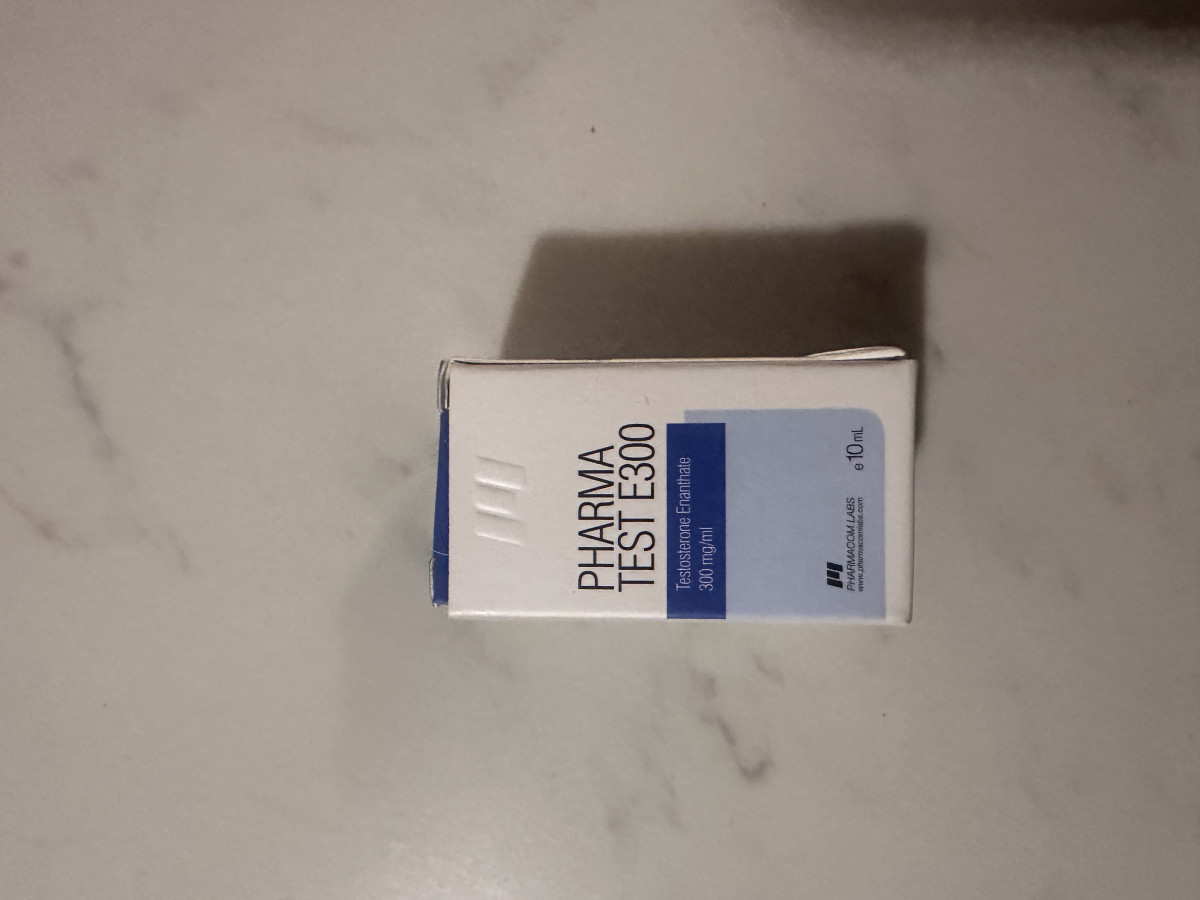 PHARMA
TEST E300
Testosterone Enanthate
300 mg/ml
PHARMACOM LABS
www.pharmacomlabs.com
e 10 mL